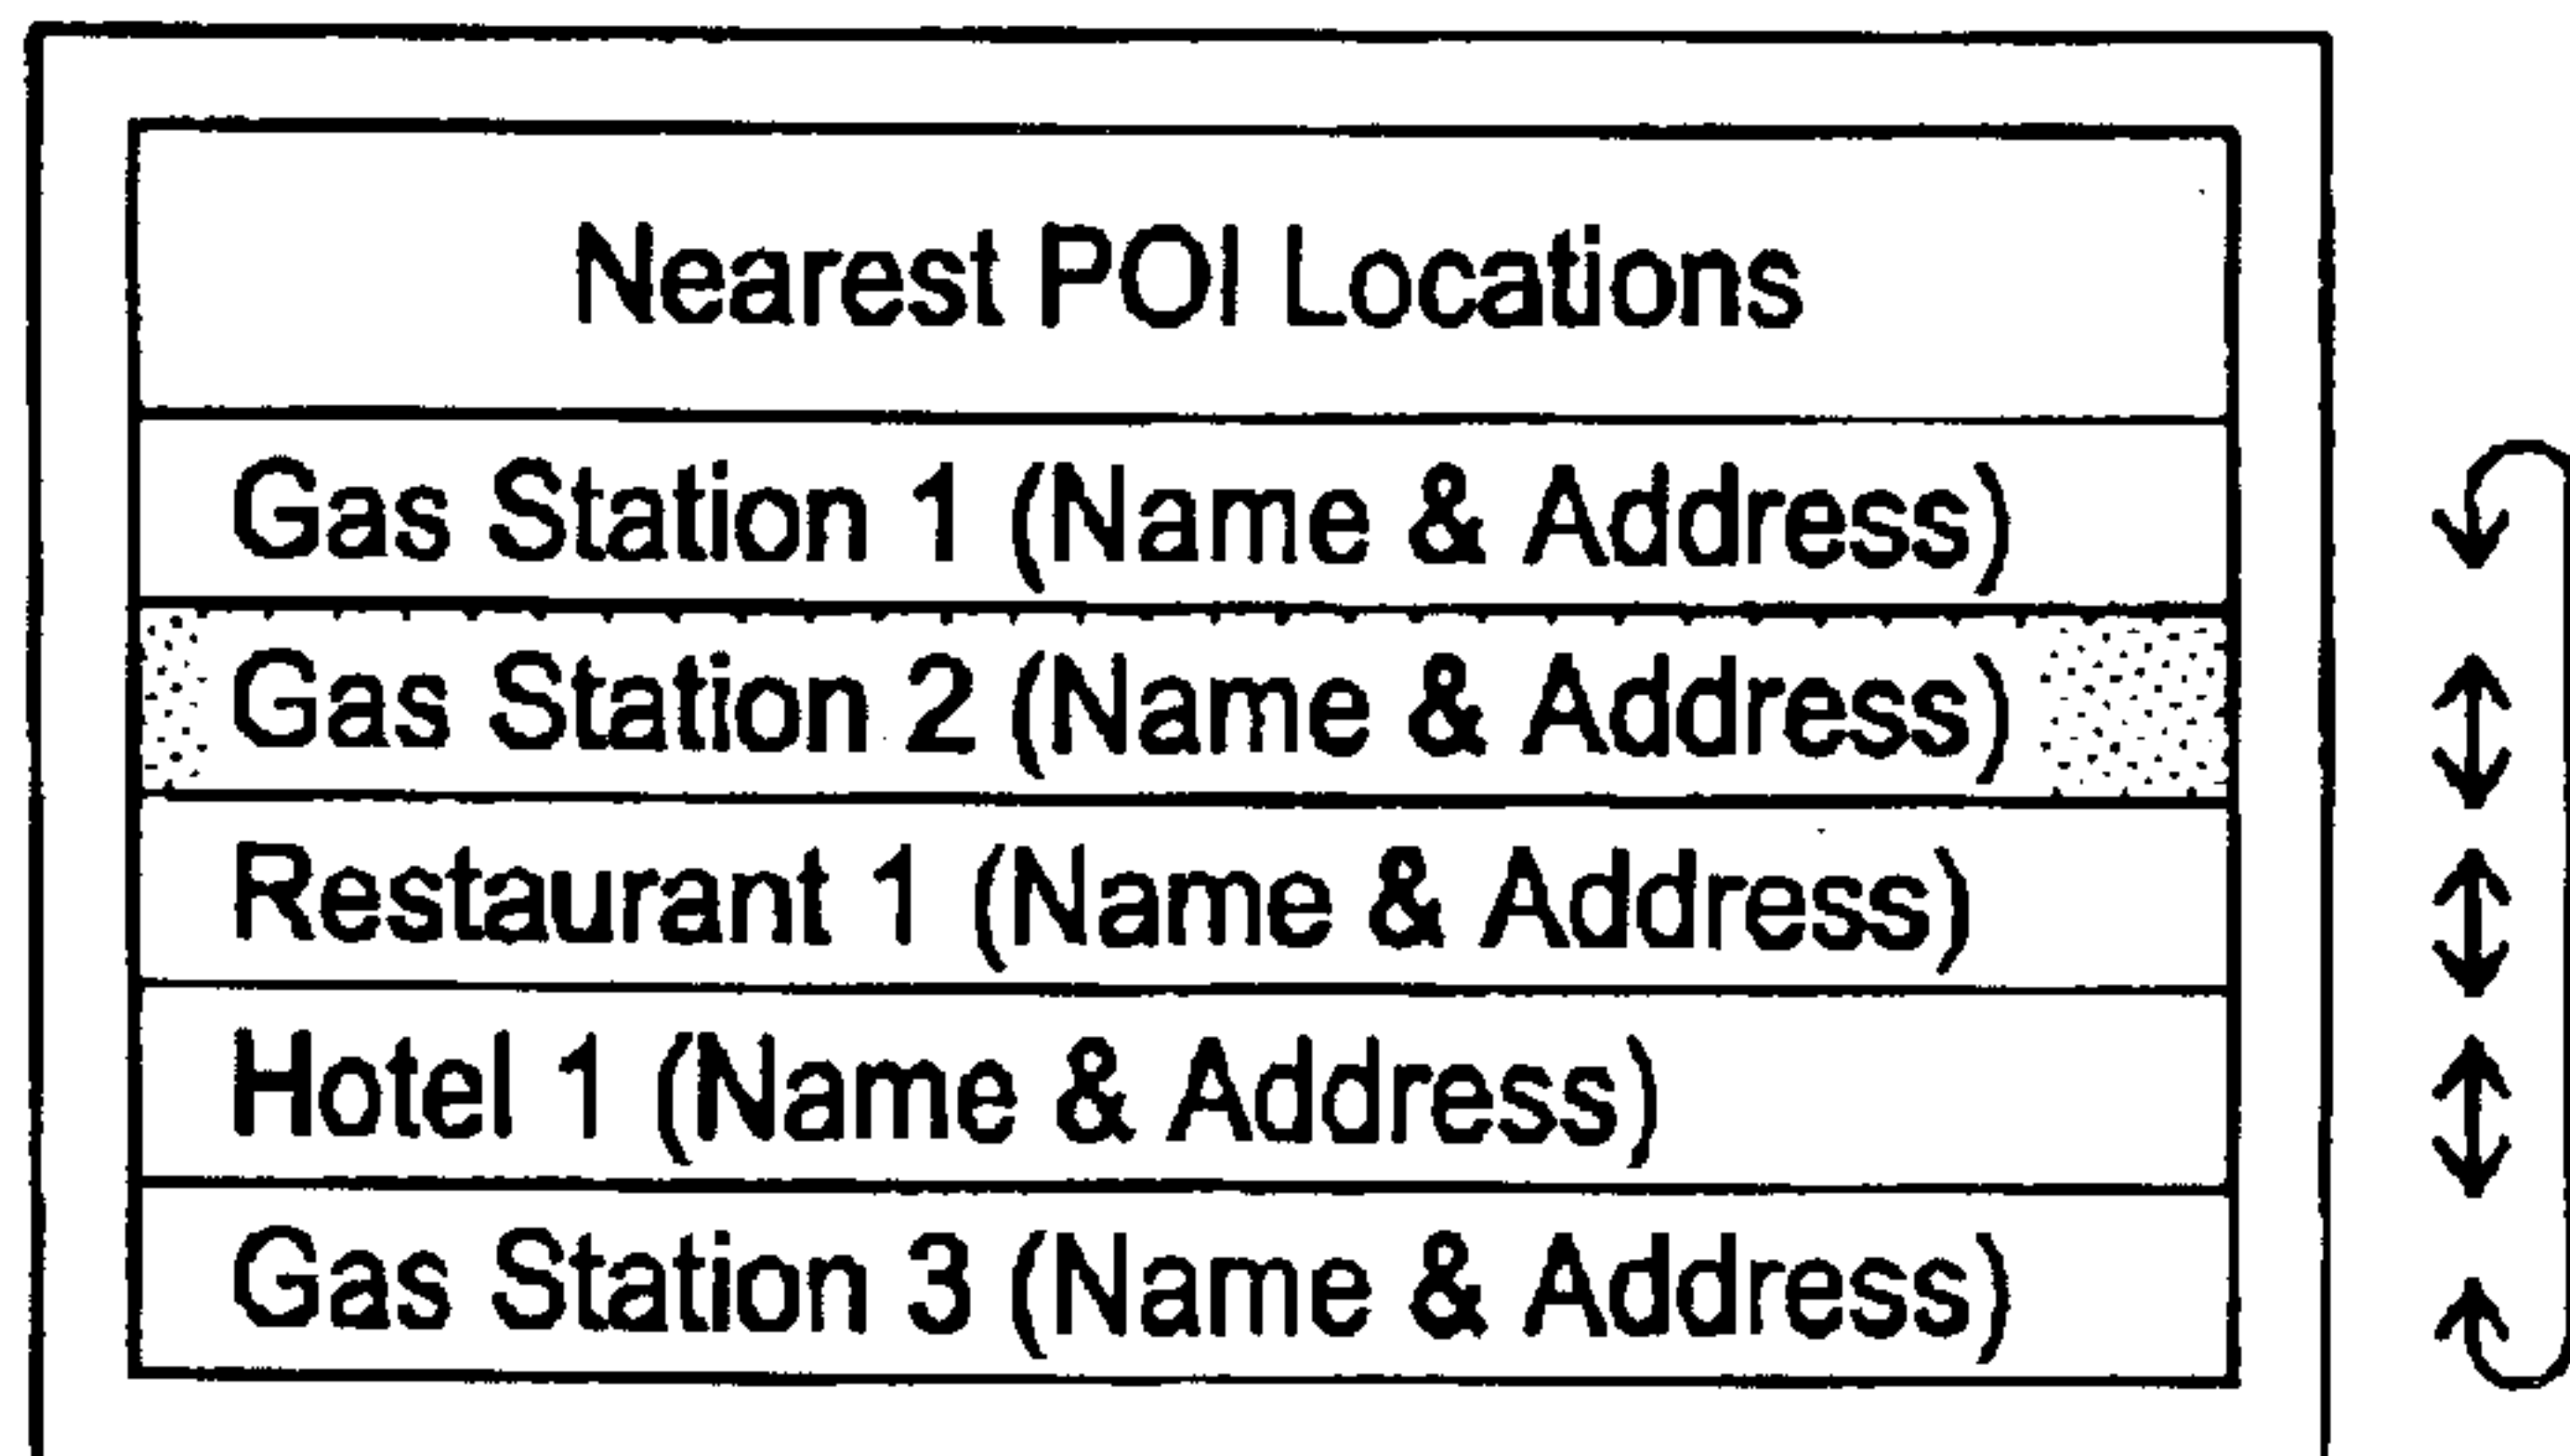 Nearest POI Locations
Gas Station 1 (Name & Address)
Gas Station 2 (Name & Address)
Restaurant 1 (Name & Address)
Hotel 1 (Name & Address)
Gas Station 3 (Name & Address)